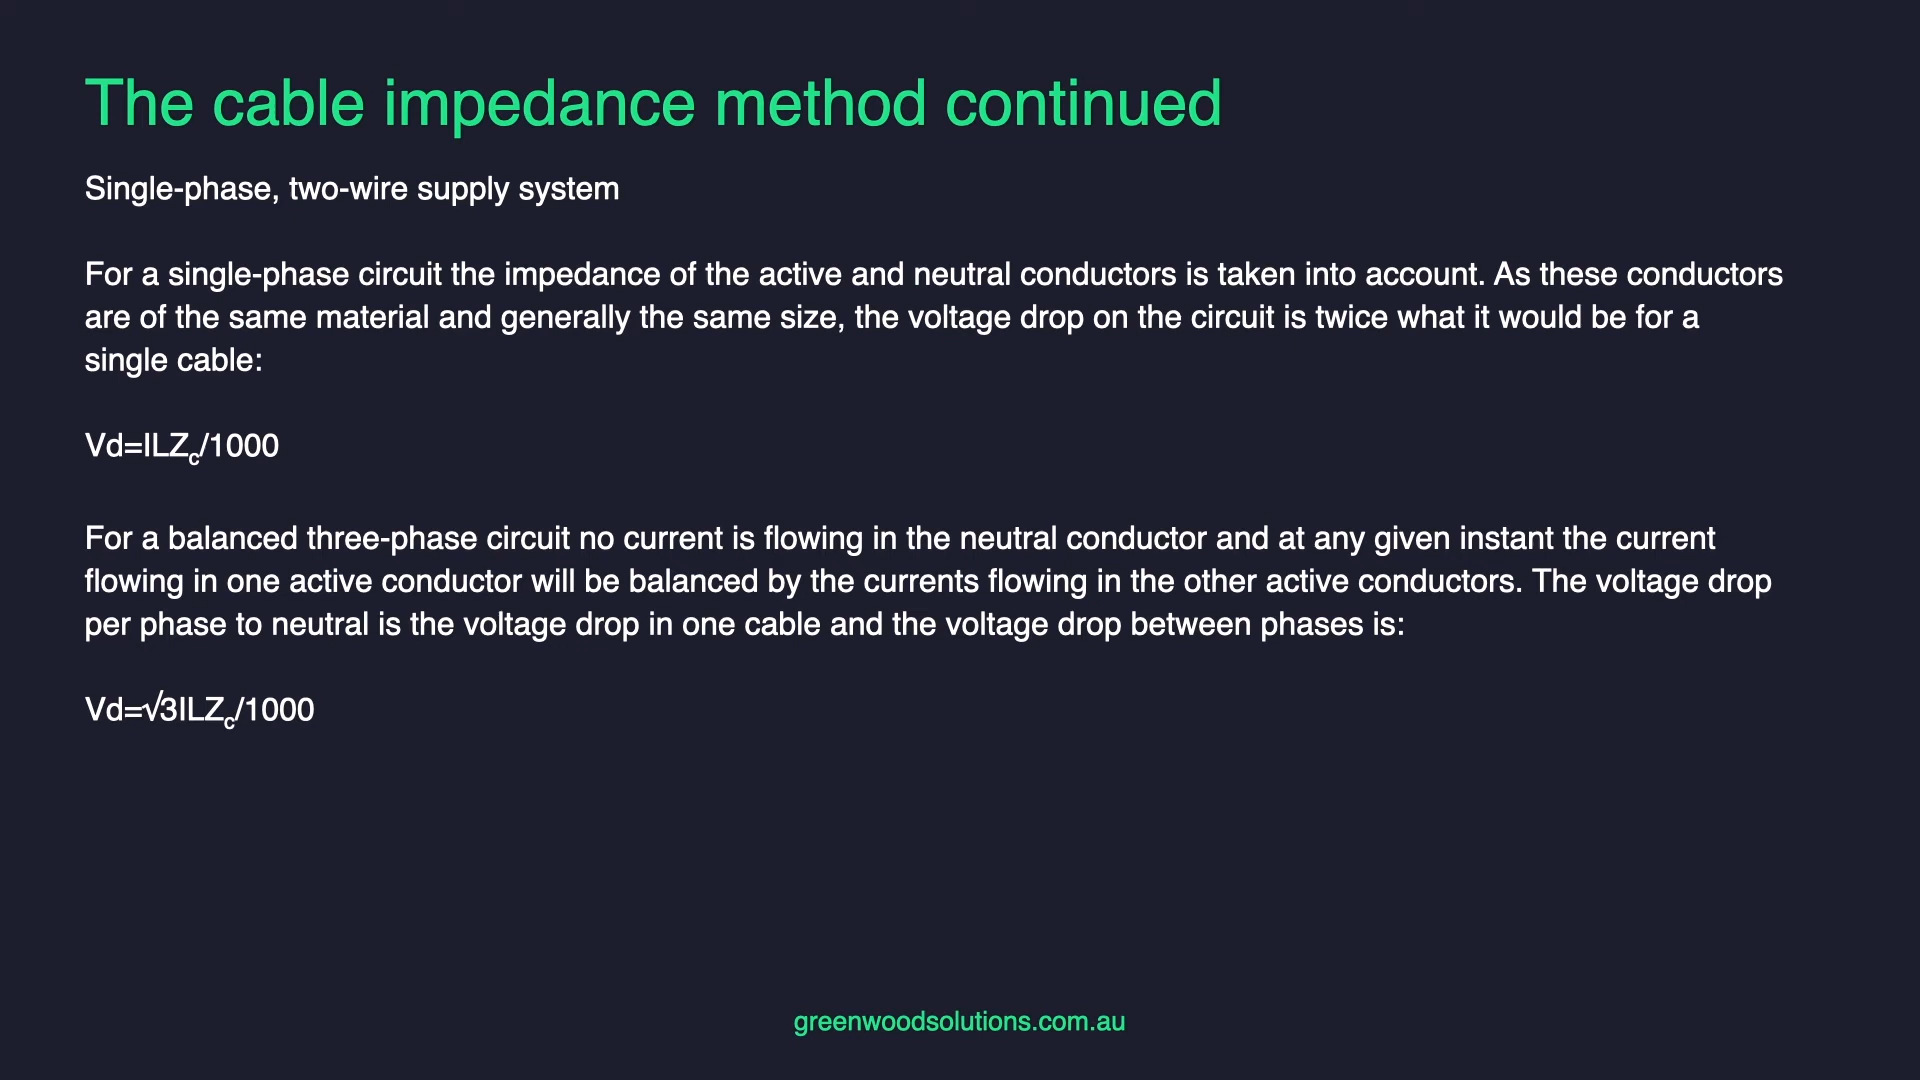 The cable impedance method continued
Single-phase, two-wire supply system
For a single-phase circuit the impedance of the active and neutral conductors is taken into account. As these conductors
are of the same material and generally the same size, the voltage drop on the circuit is twice what it would be for a
single cable:
Vd=ILZc/1000
For a balanced three-phase circuit no current is flowing in the neutral conductor and at any given instant the current
flowing in one active conductor will be balanced by the currents flowing in the other active conductors. The voltage drop
per phase to neutral is the voltage drop in one cable and the voltage drop between phases is:
Vd=√3ILZc/1000
greenwoodsolutions.com.au